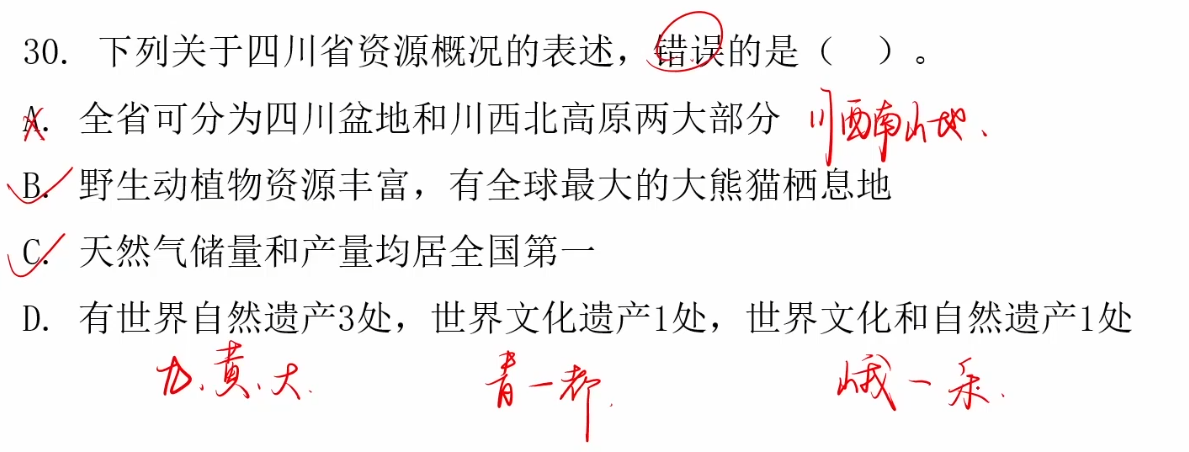 30. 下列关于四川省资源概况的表述，错误的是（　）。
A. 全省可分为四川盆地和川西北高原两大部分 川西南山地、
B. 野生动植物资源丰富，有全球最大的大熊猫栖息地
C. 天然气储量和产量均居全国第一
D. 有世界自然遗产3处，世界文化遗产1处，世界文化和自然遗产1处
九.黄.大. 青一都. 峨一乐.